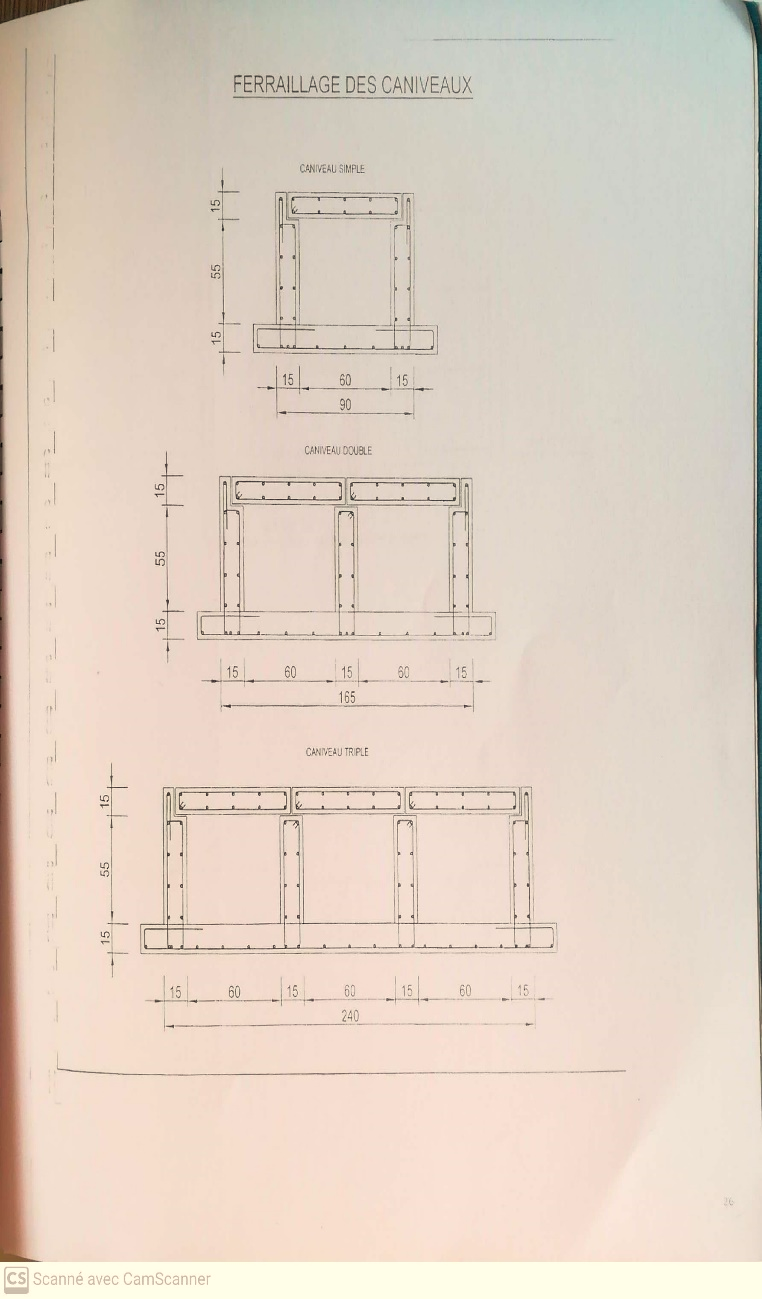 FERRAILLAGE DES CANIVEAUX
CANIVEAU SIMPLE
15
55
15
15 60 15
90
CANIVEAU DOUBLE
15
55
15
15 60 15 60 15
165
CANIVEAU TRIPLE
15
55
15
15 60 15 60 15 60 15
240
26
CS Scanné avec CamScanner